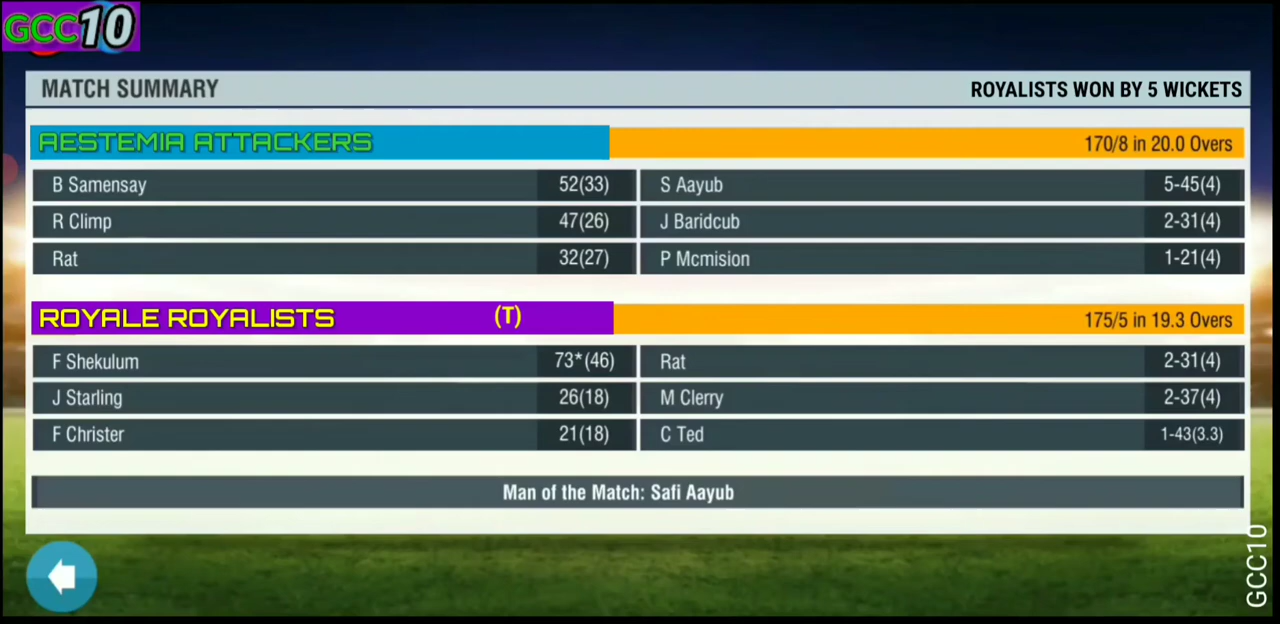 GCC10
MATCH SUMMARY ROYALISTS WON BY 5 WICKETS
AESTEMIA ATTACKERS 170/8 in 20.0 Overs
B Samensay 52(33) S Aayub 5-45(4)
R Climp 47(26) J Baridcub 2-31(4)
Rat 32(27) P Mcmision 1-21(4)
ROYALE ROYALISTS (T) 175/5 in 19.3 Overs
F Shekulum 73*(46) Rat 2-31(4)
J Starling 26(18) M Clerry 2-37(4)
F Christer 21(18) C Ted 1-43(3.3)
Man of the Match: Safi Aayub
GCC10